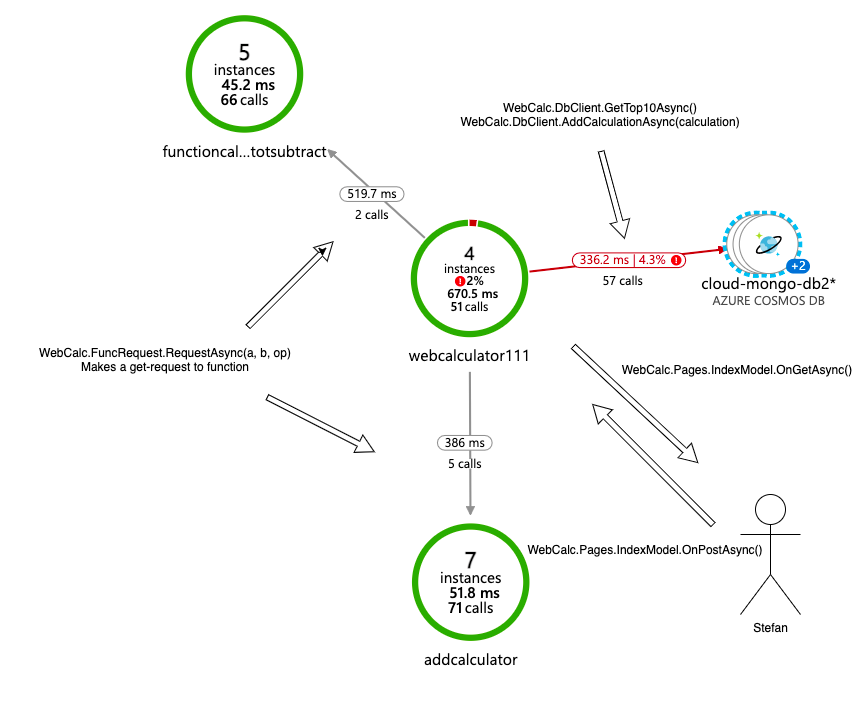 5
instances
45.2 ms
66 calls
functioncal...totsubtract
WebCalc.DbClient.GetTop10Async()
WebCalc.DbClient.AddCalculationAsync(calculation)
519.7 ms
2 calls
4
instances
! 2%
670.5 ms
51 calls
webcalculator111
336.2 ms | 4.3% !
57 calls
+2
cloud-mongo-db2*
AZURE COSMOS DB
WebCalc.FuncRequest.RequestAsync(a, b, op)
Makes a get-request to function
WebCalc.Pages.IndexModel.OnGetAsync()
386 ms
5 calls
7
instances
51.8 ms
71 calls
addcalculator
WebCalc.Pages.IndexModel.OnPostAsync()
Stefan